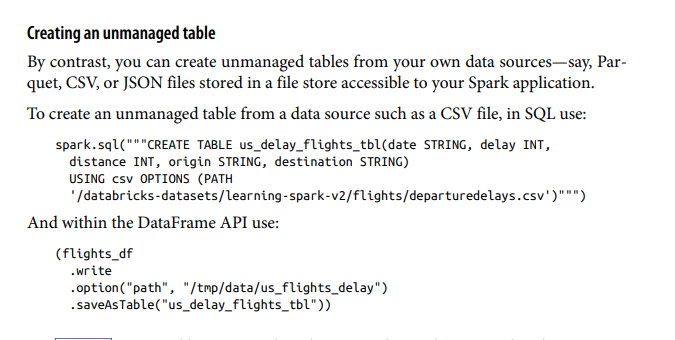 Creating an unmanaged table
By contrast, you can create unmanaged tables from your own data sources—say, Par-
quet, CSV, or JSON files stored in a file store accessible to your Spark application.
To create an unmanaged table from a data source such as a CSV file, in SQL use:
spark.sql("""CREATE TABLE us_delay_flights_tbl(date STRING, delay INT,
distance INT, origin STRING, destination STRING)
USING csv OPTIONS (PATH
'/databricks-datasets/learning-spark-v2/flights/departuredelays.csv')""")
And within the DataFrame API use:
(flights_df
.write
.option("path", "/tmp/data/us_flights_delay")
.saveAsTable("us_delay_flights_tbl"))